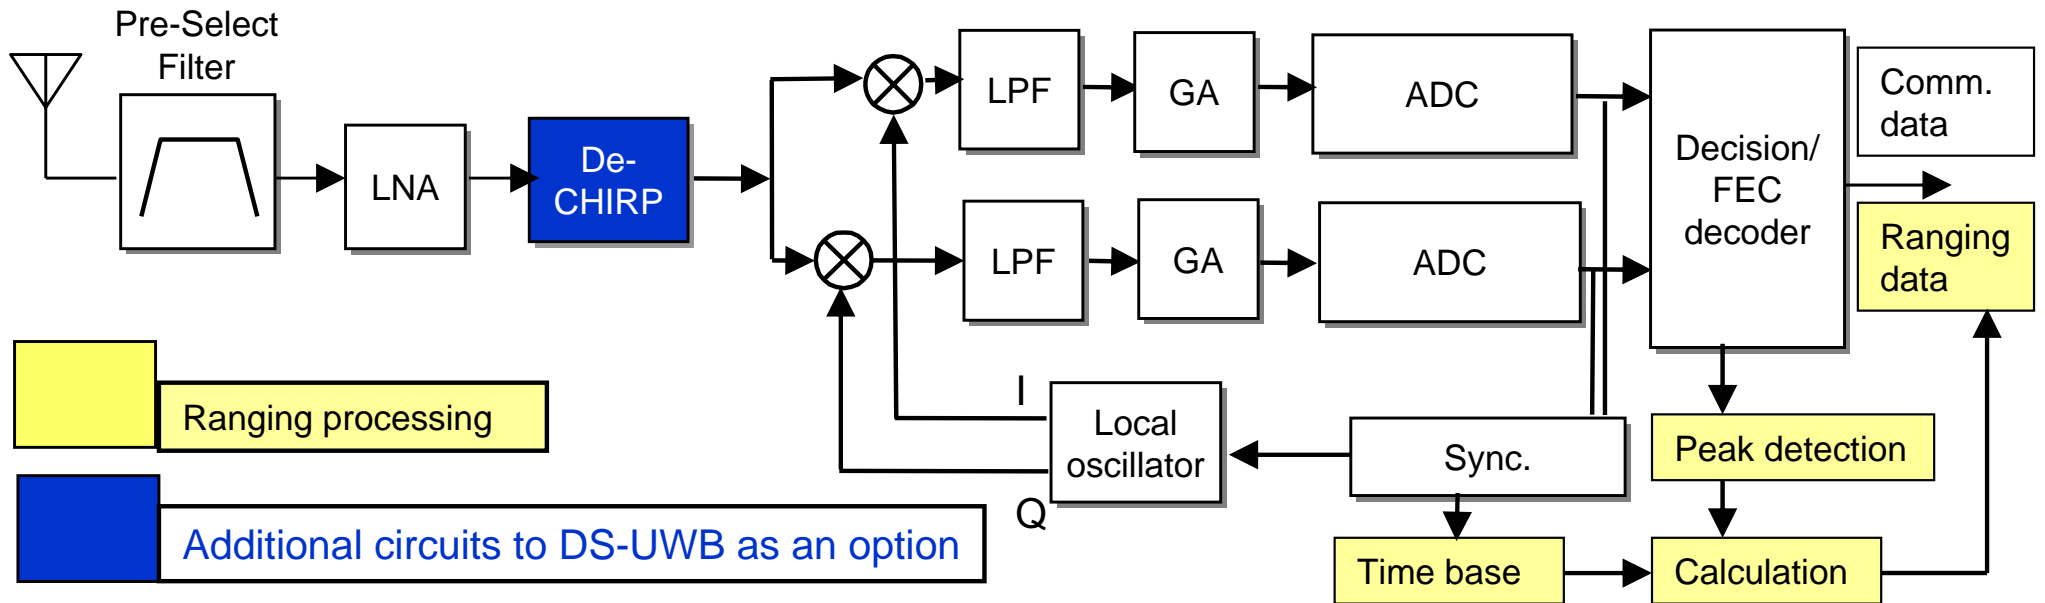 Pre-Select
Filter
LNA
De-
CHIRP
LPF
GA
ADC
LPF
GA
ADC
Decision/
FEC
decoder
Comm.
data
Ranging
data
I
Q
Local
oscillator
Sync.
Peak detection
Time base
Calculation
Ranging processing
Additional circuits to DS-UWB as an option